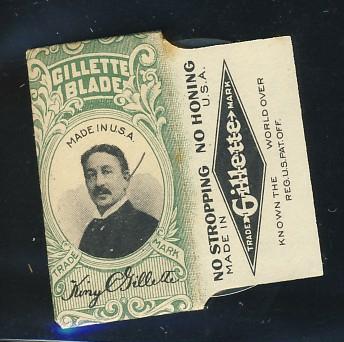 GILLETTE
BLADE
MADE IN U.S.A.
TRADE MARK
King C Gillette
NO STROPPING NO HONING
MADE IN U.S.A.
TRADE MARK
Gillette
KNOWN THE WORLD OVER
REG.U.S.PAT.OFF.